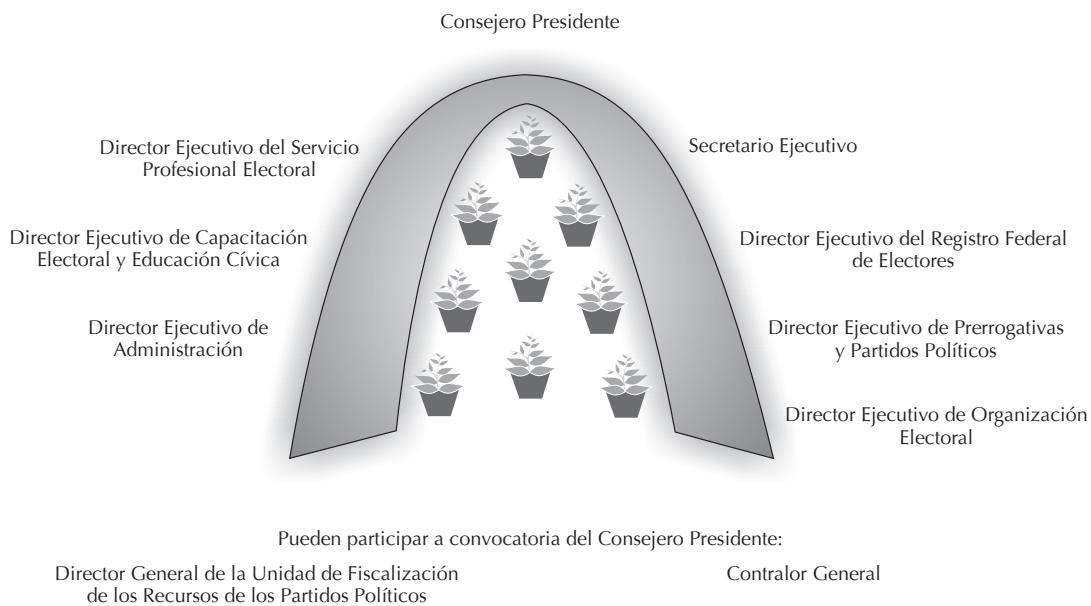 Consejero Presidente
Director Ejecutivo del Servicio
Profesional Electoral
Secretario Ejecutivo
Director Ejecutivo de Capacitación
Electoral y Educación Cívica
Director Ejecutivo del Registro Federal
de Electores
Director Ejecutivo de
Administración
Director Ejecutivo de Prerrogativas
y Partidos Políticos
Director Ejecutivo de Organización
Electoral
Pueden participar a convocatoria del Consejero Presidente:
Director General de la Unidad de Fiscalización
de los Recursos de los Partidos Políticos
Contralor General